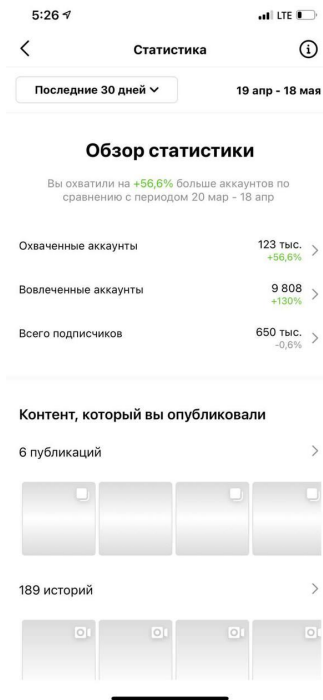 5:26
LTE
Статистика
Последние 30 дней
19 апр - 18 мая
Обзор статистики
Вы охватили на +56,6% больше аккаунтов по
сравнению с периодом 20 мар - 18 апр
Охваченные аккаунты
123 тыс.
+56,6%
Вовлеченные аккаунты
9 808
+130%
Всего подписчиков
650 тыс.
-0,6%
Контент, который вы опубликовали
6 публикаций
189 историй